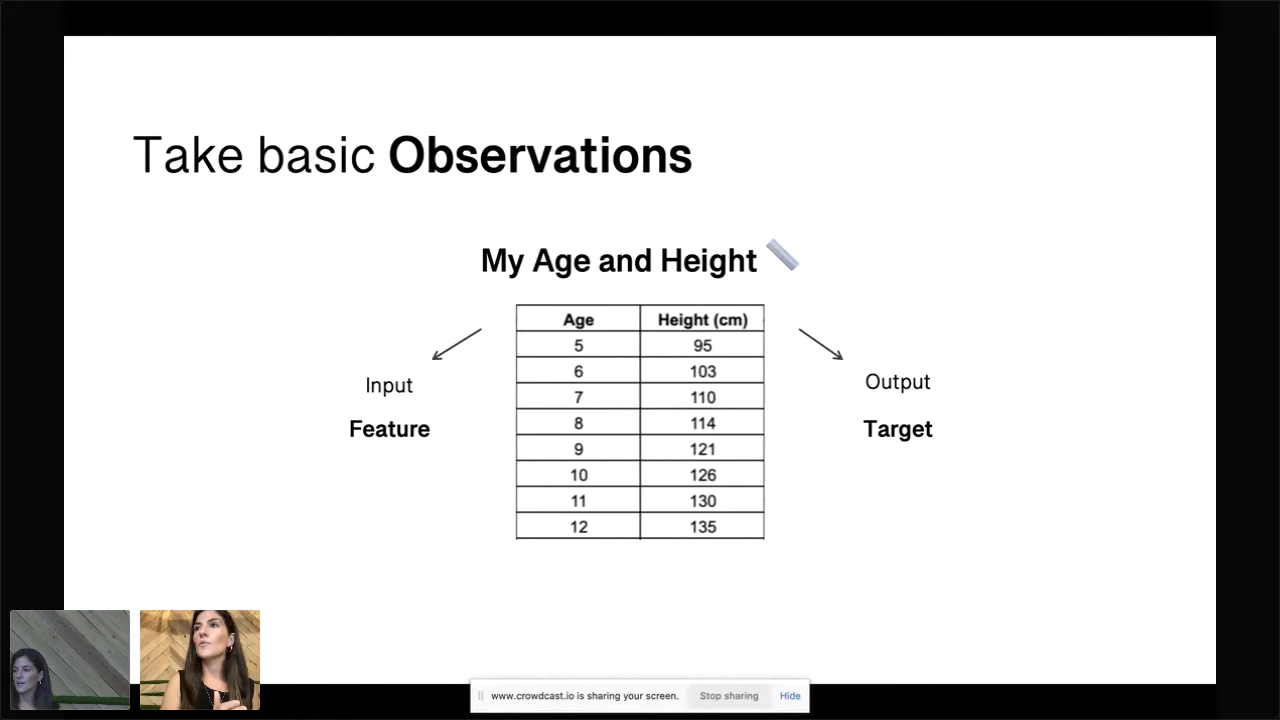 Take basic Observations
My Age and Height
Age Height (cm)
5 95
6 103
7 110
8 114
9 121
10 126
11 130
12 135
Input
Feature
Output
Target
www.crowdcast.io is sharing your screen. Stop sharing Hide